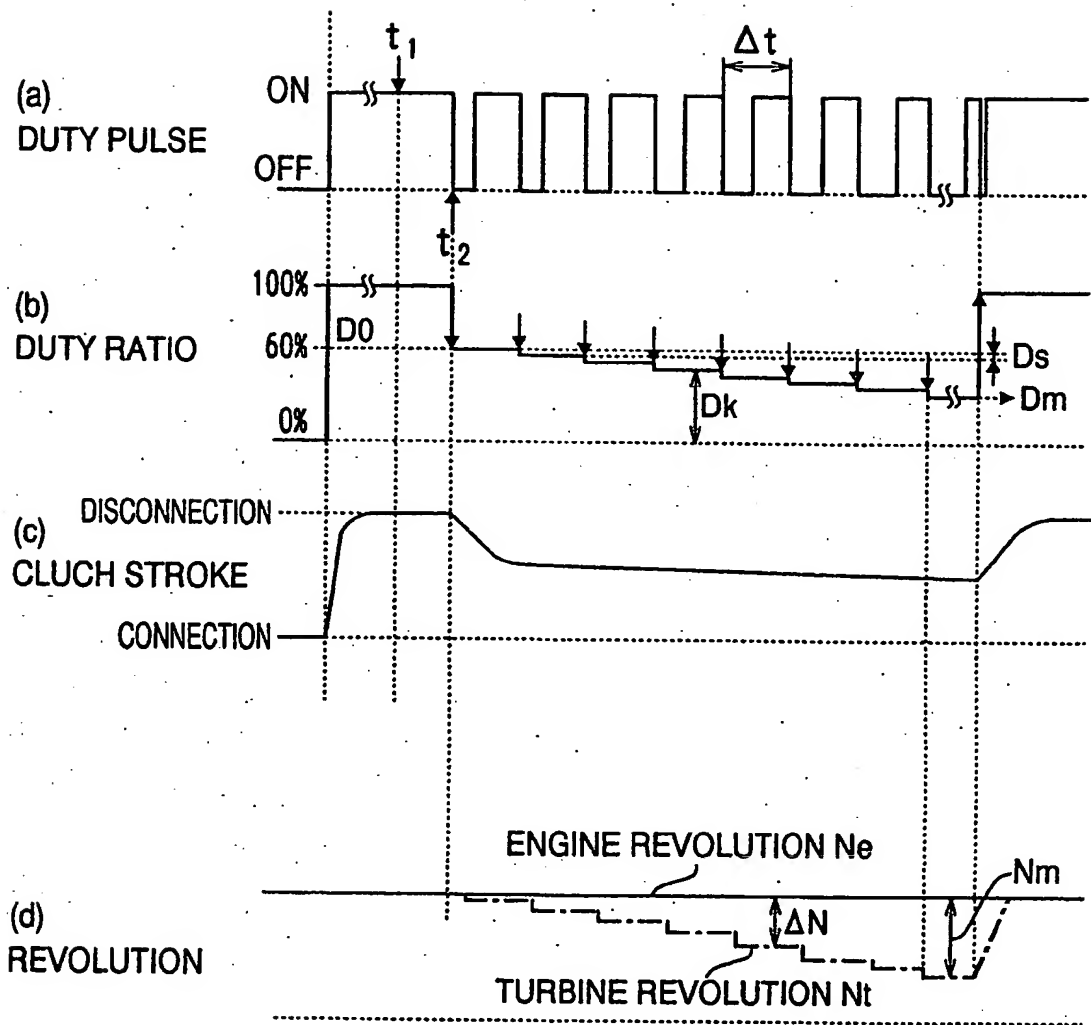 t1
Δt
(a)
ON
DUTY PULSE
OFF
t2
(b)
100%
DUTY RATIO
60%
D0
Ds
Dk
Dm
0%
(c)
DISCONNECTION
CLUCH STROKE
CONNECTION
ENGINE REVOLUTION Ne
Nm
(d)
ΔN
REVOLUTION
TURBINE REVOLUTION Nt